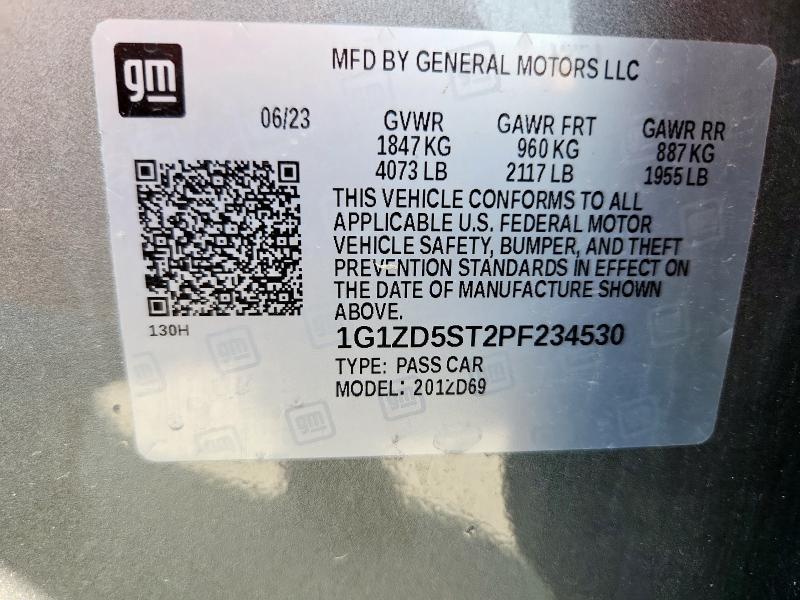 gm
MFD BY GENERAL MOTORS LLC
06/23 GVWR GAWR FRT GAWR RR
1847 KG 960 KG 887 KG
4073 LB 2117 LB 1955 LB
THIS VEHICLE CONFORMS TO ALL
APPLICABLE U.S. FEDERAL MOTOR
VEHICLE SAFETY, BUMPER, AND THEFT
PREVENTION STANDARDS IN EFFECT ON
THE DATE OF MANUFACTURE SHOWN
ABOVE.
130H
1G1ZD5ST2PF234530
TYPE: PASS CAR
MODEL: 201ZD69